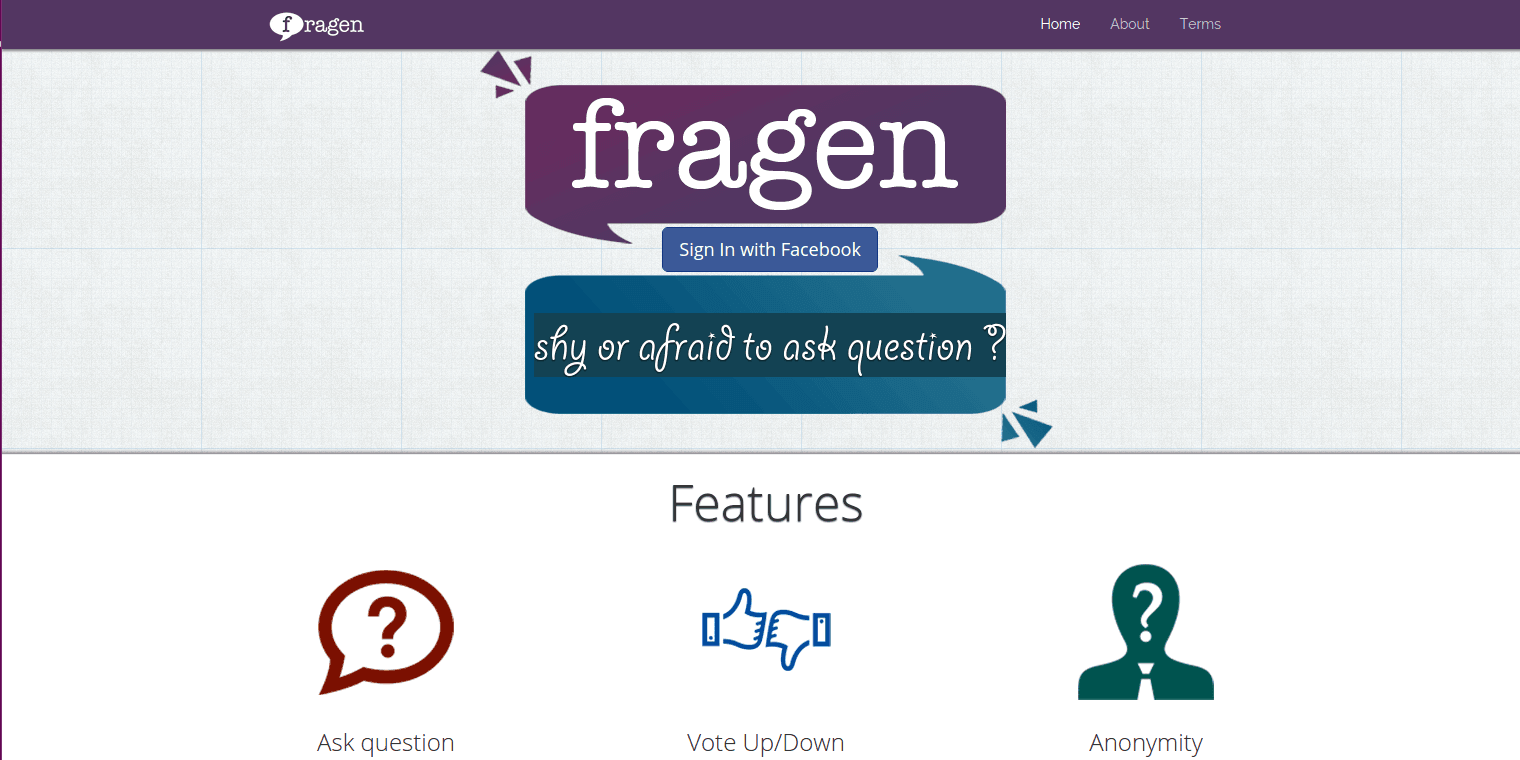 fragen
Home About Terms
fragen
Sign In with Facebook
shy or afraid to ask question ?
Features
?
?
Ask question
Vote Up/Down
Anonymity